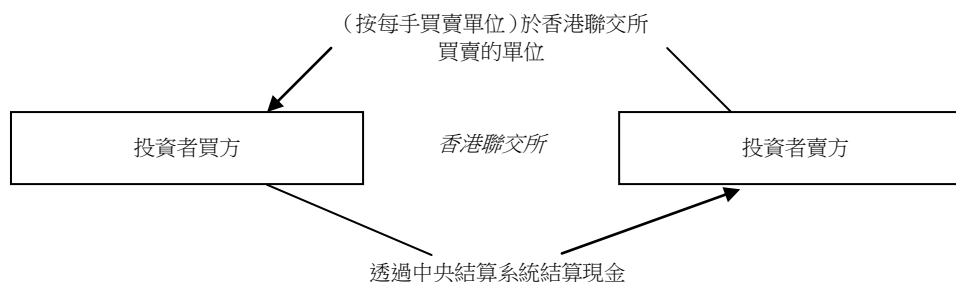 （按每手買賣單位）於香港聯交所
買賣的單位
投資者買方
香港聯交所
投資者賣方
透過中央結算系統結算現金